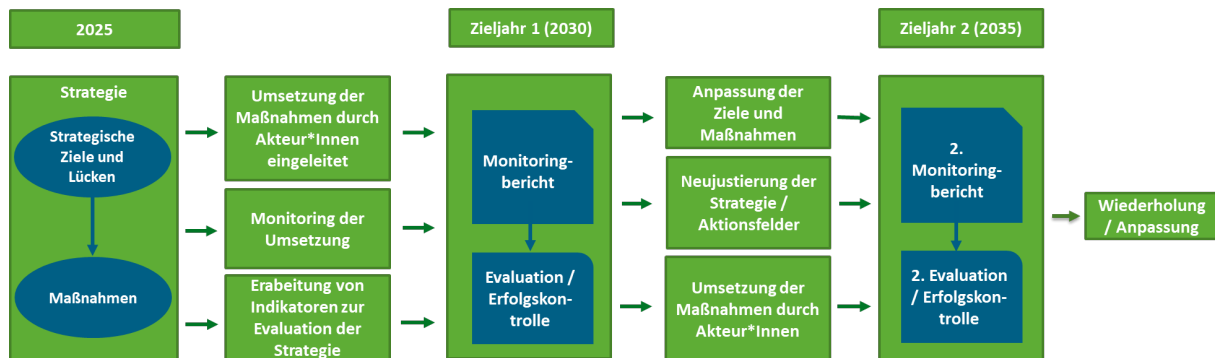 2025
Zieljahr 1 (2030)
Zieljahr 2 (2035)
Strategie
Strategische
Ziele und
Lücken
Maßnahmen
Umsetzung der
Maßnahmen durch
Akteur*Innen
eingeleitet
Monitoring der
Umsetzung
Erabeitung von
Indikatoren zur
Evaluation der
Strategie
Monitoring-
bericht
Evaluation /
Erfolgskon-
trolle
Anpassung der
Ziele und
Maßnahmen
Neujustierung der
Strategie /
Aktionsfelder
Umsetzung der
Maßnahmen durch
Akteur*Innen
2.
Monitoring-
bericht
2. Evaluation
/ Erfolgskon-
trolle
Wiederholung
/ Anpassung